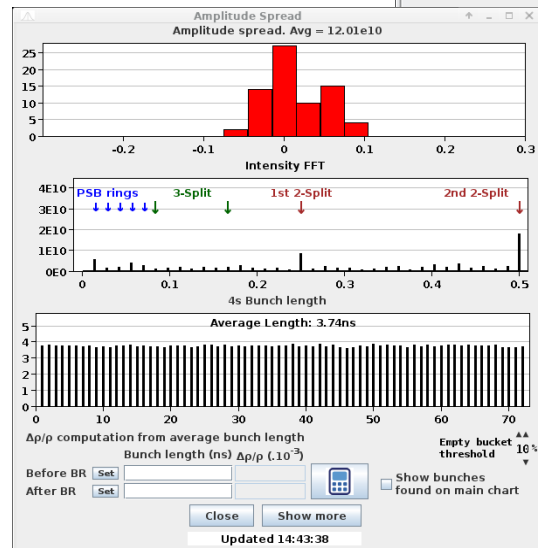 Amplitude Spread
Amplitude spread. Avg = 12.01e10
25
20
15
10
5
0
-0.2 -0.1 0 0.1 0.2 0.3
Intensity FFT
4E10
3E10
2E10
1E10
0E0
PSB rings 3-Split 1st 2-Split 2nd 2-Split
0 0.1 0.2 0.3 0.4 0.5
4s Bunch length
Average Length: 3.74ns
5
4
3
2
1
0
0 10 20 30 40 50 60 70
Δρ/ρ computation from average bunch length
Bunch length (ns) Δρ/ρ (.10⁻³)
Empty bucket threshold 10%
Before BR Set
After BR Set
Show bunches found on main chart
Close Show more
Updated 14:43:38